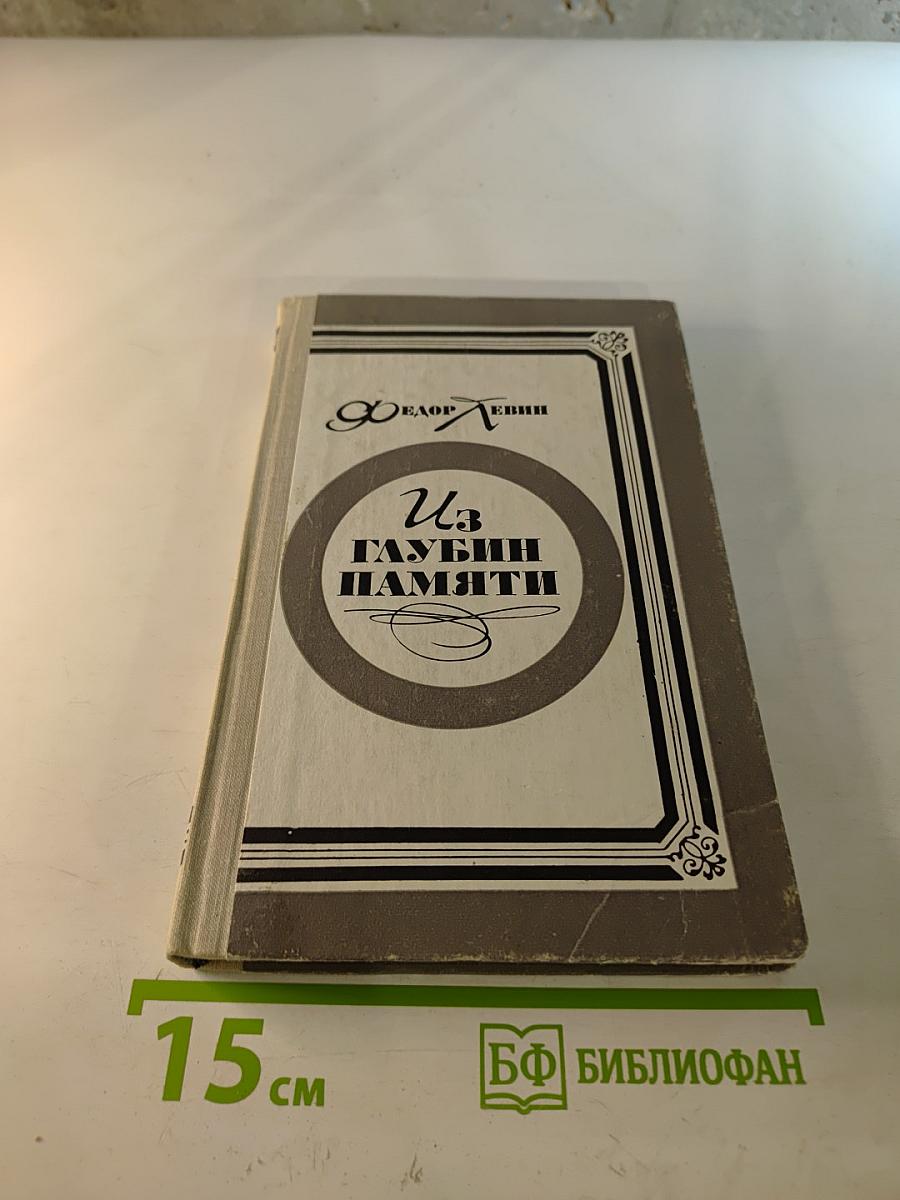 Федор Левин
Из
ГЛУБИН
ПАМЯТИ
15 см
БФ БИБЛИОФАН